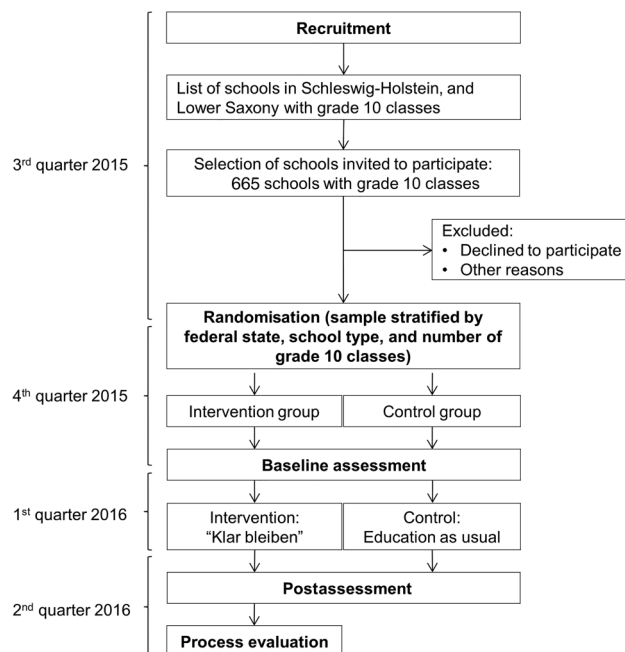 Recruitment
List of schools in Schleswig-Holstein, and
Lower Saxony with grade 10 classes
3rd quarter 2015
Selection of schools invited to participate:
665 schools with grade 10 classes
Excluded:
• Declined to participate
• Other reasons
Randomisation (sample stratified by
federal state, school type, and number of
grade 10 classes)
4th quarter 2015
Intervention group
Control group
Baseline assessment
1st quarter 2016
Intervention:
“Klar bleiben”
Control:
Education as usual
Postassessment
2nd quarter 2016
Process evaluation